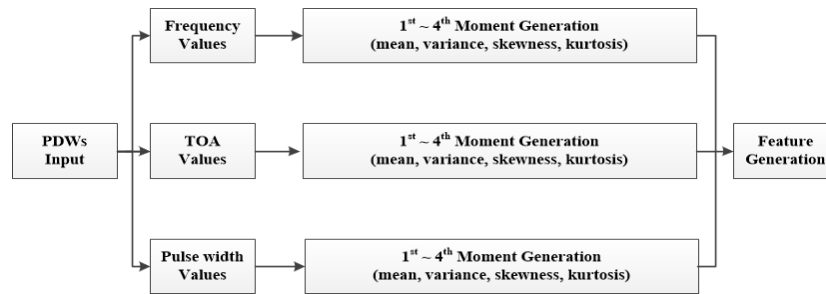 Frequency
Values
1st ~ 4th Moment Generation
(mean, variance, skewness, kurtosis)
PDWs
Input
TOA
Values
1st ~ 4th Moment Generation
(mean, variance, skewness, kurtosis)
Feature
Generation
Pulse width
Values
1st ~ 4th Moment Generation
(mean, variance, skewness, kurtosis)